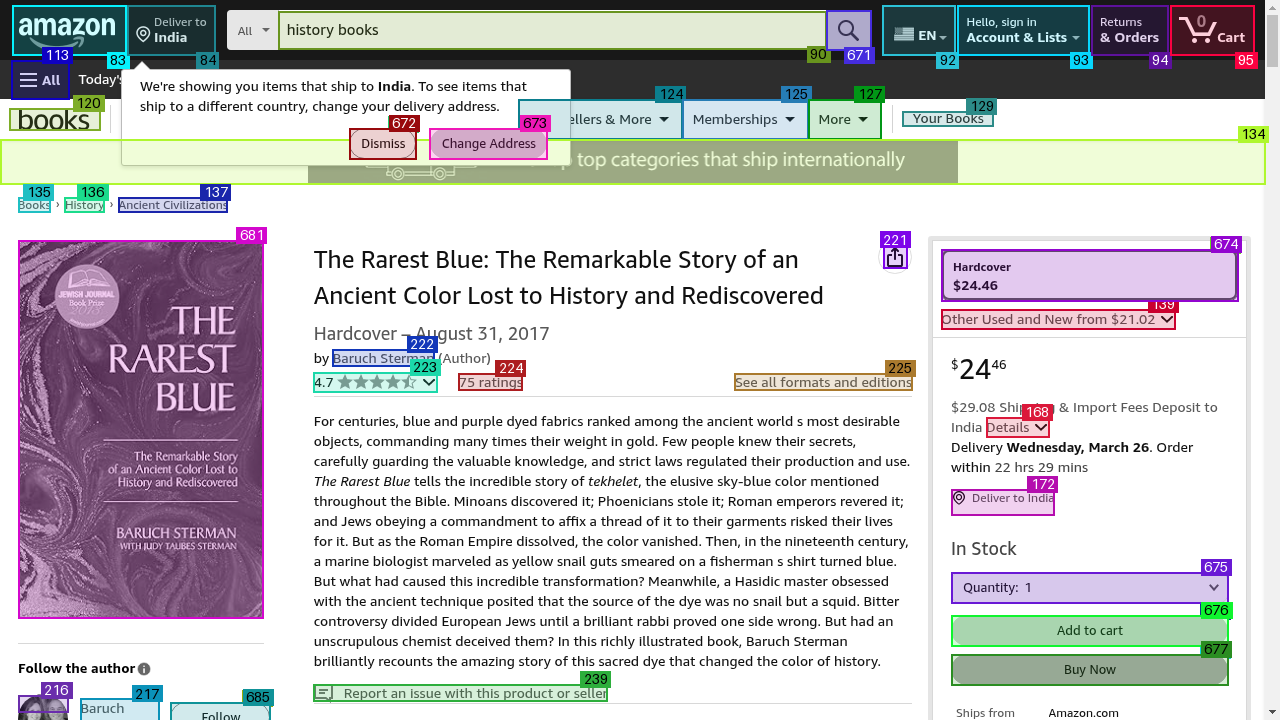 amazon
Deliver to
India
All
history books
EN
Hello, sign in
Account & Lists
Returns
& Orders
0
Cart
113
83
84
90
671
92
93
94
95
All
Today's
We're showing you items that ship to India. To see items that
ship to a different country, change your delivery address.
672
673
Dismiss
Change Address
120
124
125
127
129
134
books
ellers & More
Memberships
More
Your Books
top categories that ship internationally
135
136
137
Books › History › Ancient Civilizations
681
THE
RAREST
BLUE
JEWISH JOURNAL
Book Prize
The Remarkable Story
of an Ancient Color Lost to
History and Rediscovered
BARUCH STERMAN
WITH JUDY TAUBES STERMAN
Follow the author
216
217
685
Baruch
Follow
221
The Rarest Blue: The Remarkable Story of an
Ancient Color Lost to History and Rediscovered
Hardcover – August 31, 2017
222
by Baruch Sterman (Author)
223
224
225
4.7
75 ratings
See all formats and editions
For centuries, blue and purple dyed fabrics ranked among the ancient world s most desirable
objects, commanding many times their weight in gold. Few people knew their secrets,
carefully guarding the valuable knowledge, and strict laws regulated their production and use.
The Rarest Blue tells the incredible story of tekhelet, the elusive sky-blue color mentioned
throughout the Bible. Minoans discovered it; Phoenicians stole it; Roman emperors revered it;
and Jews obeying a commandment to affix a thread of it to their garments risked their lives
for it. But as the Roman Empire dissolved, the color vanished. Then, in the nineteenth century,
a marine biologist marveled as yellow snail guts smeared on a fisherman s shirt turned blue.
But what had caused this incredible transformation? Meanwhile, a Hasidic master obsessed
with the ancient technique posited that the source of the dye was no snail but a squid. Bitter
controversy divided European Jews until a brilliant rabbi proved one side wrong. But had an
unscrupulous chemist deceived them? In this richly illustrated book, Baruch Sterman
brilliantly recounts the amazing story of this sacred dye that changed the color of history.
239
Report an issue with this product or seller
674
Hardcover
$24.46
139
Other Used and New from $21.02
$24 46
$29.08 Shipping & Import Fees Deposit to
168
India Details
Delivery Wednesday, March 26. Order
within 22 hrs 29 mins
172
Deliver to India
In Stock
675
Quantity: 1
676
Add to cart
677
Buy Now
Ships from Amazon.com